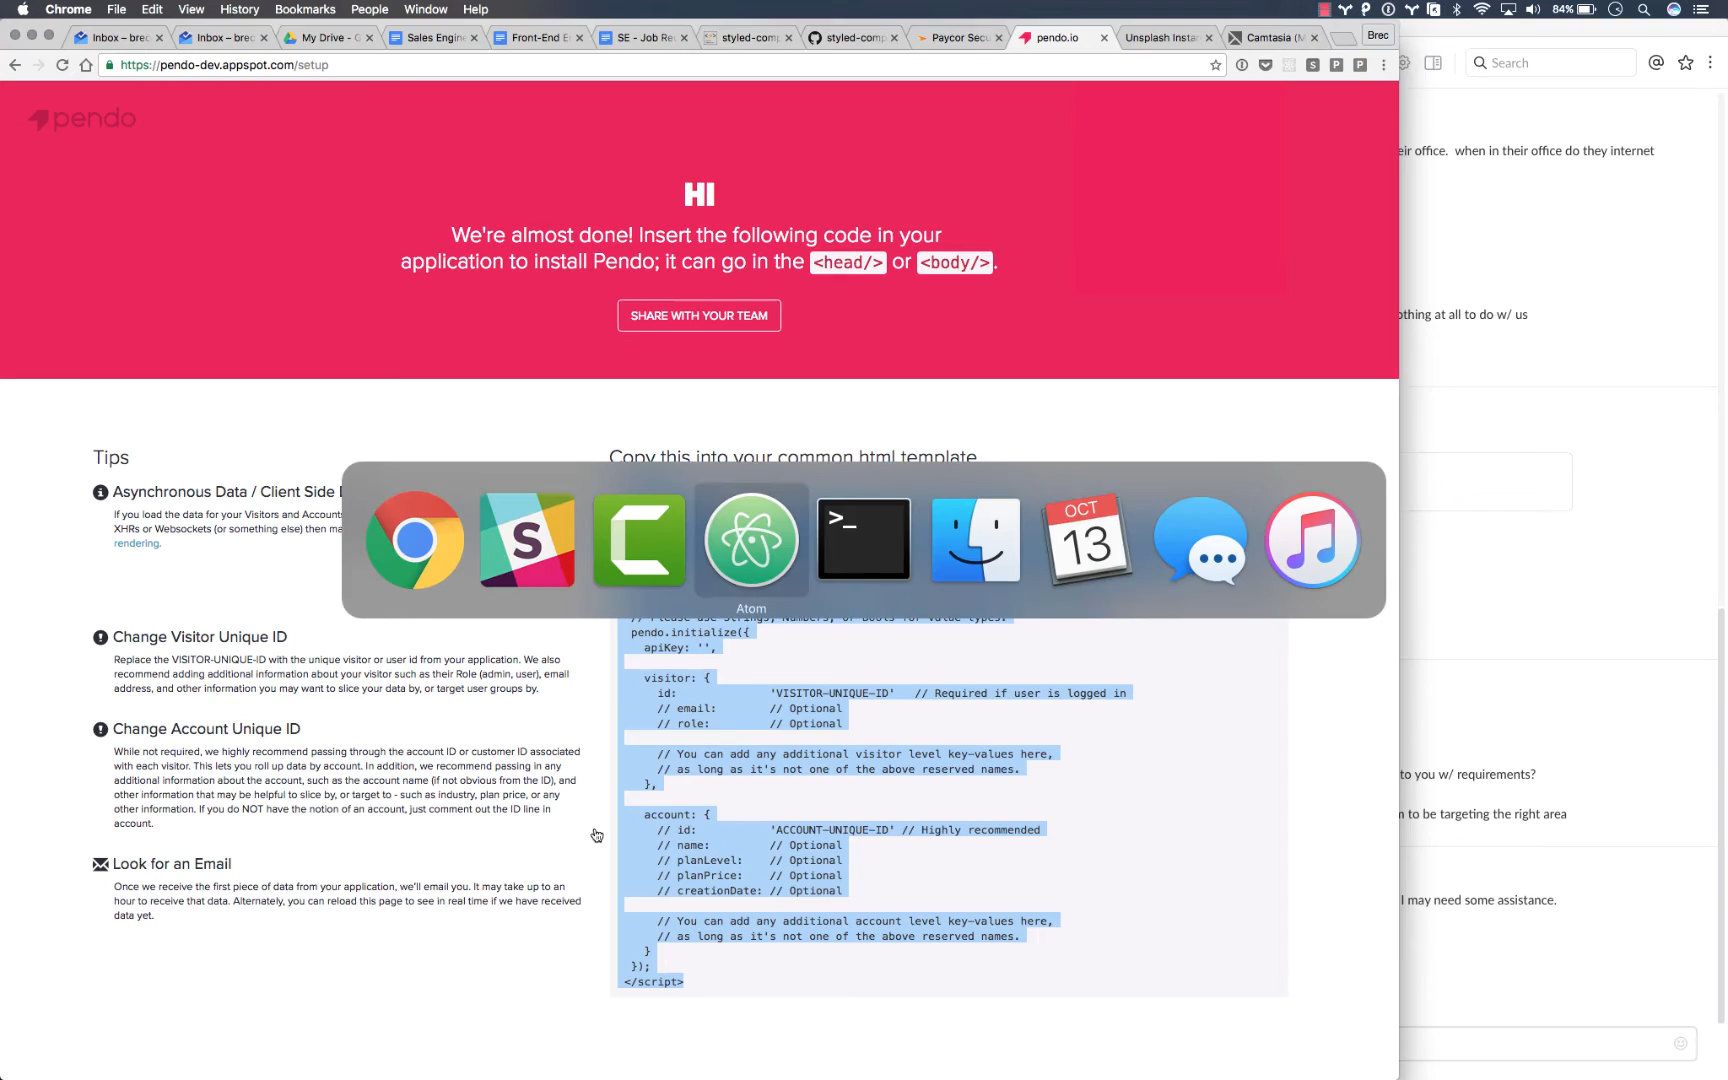 Chrome File Edit View History Bookmarks People Window Help
84%
Inbox – brec
Inbox – brec
My Drive - G
Sales Engine
Front-End E
SE - Job Re
styled-comp
styled-comp
Paycor Secu
pendo.io
Unsplash Insta
Camtasia (M
Brec
https://pendo-dev.appspot.com/setup
Search
pendo
HI
We're almost done! Insert the following code in your
application to install Pendo; it can go in the <head/> or <body/>.
SHARE WITH YOUR TEAM
eir office. when in their office do they internet
othing at all to do w/ us
Tips
Asynchronous Data / Client Side
If you load the data for your Visitors and Accounts
XHRs or Websockets (or something else) then ma
rendering.
Change Visitor Unique ID
Replace the VISITOR-UNIQUE-ID with the unique visitor or user id from your application. We also
recommend adding additional information about your visitor such as their Role (admin, user), email
address, and other information you may want to slice your data by, or target user groups by.
Change Account Unique ID
While not required, we highly recommend passing through the account ID or customer ID associated
with each visitor. This lets you roll up data by account. In addition, we recommend passing in any
additional information about the account, such as the account name (if not obvious from the ID), and
other information that may be helpful to slice by, or target to - such as industry, plan price, or any
other information. If you do NOT have the notion of an account, just comment out the ID line in
account.
Look for an Email
Once we receive the first piece of data from your application, we'll email you. It may take up to an
hour to receive that data. Alternately, you can reload this page to see in real time if we have received
data yet.
Copy this into your common html template
S
>_
OCT
13
Atom
// Please use Strings, Numbers, or Bools for value types.
pendo.initialize({
apiKey: '',
visitor: {
id: 'VISITOR-UNIQUE-ID' // Required if user is logged in
// email: // Optional
// role: // Optional
// You can add any additional visitor level key-values here,
// as long as it's not one of the above reserved names.
},
account: {
// id: 'ACCOUNT-UNIQUE-ID' // Highly recommended
// name: // Optional
// planLevel: // Optional
// planPrice: // Optional
// creationDate: // Optional
// You can add any additional account level key-values here,
// as long as it's not one of the above reserved names.
}
});
</script>
to you w/ requirements?
to be targeting the right area
I may need some assistance.